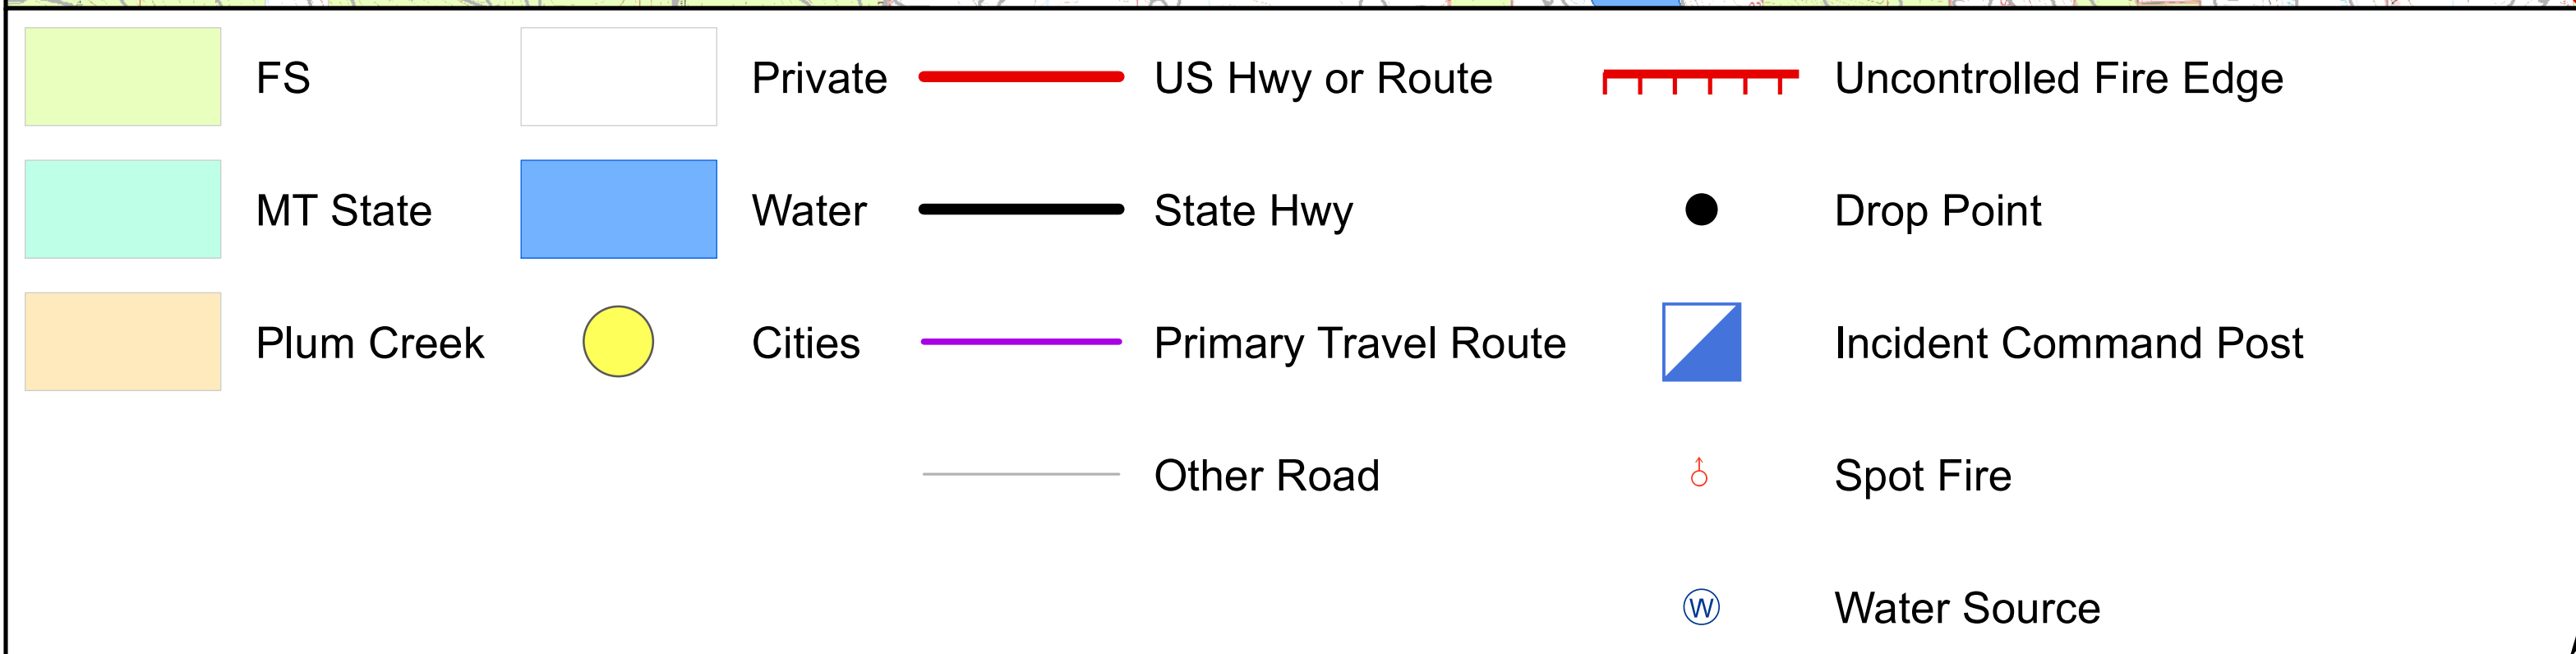 FS
Private
US Hwy or Route
Uncontrolled Fire Edge
MT State
Water
State Hwy
Drop Point
Plum Creek
Cities
Primary Travel Route
Incident Command Post
Other Road
Spot Fire
W
Water Source